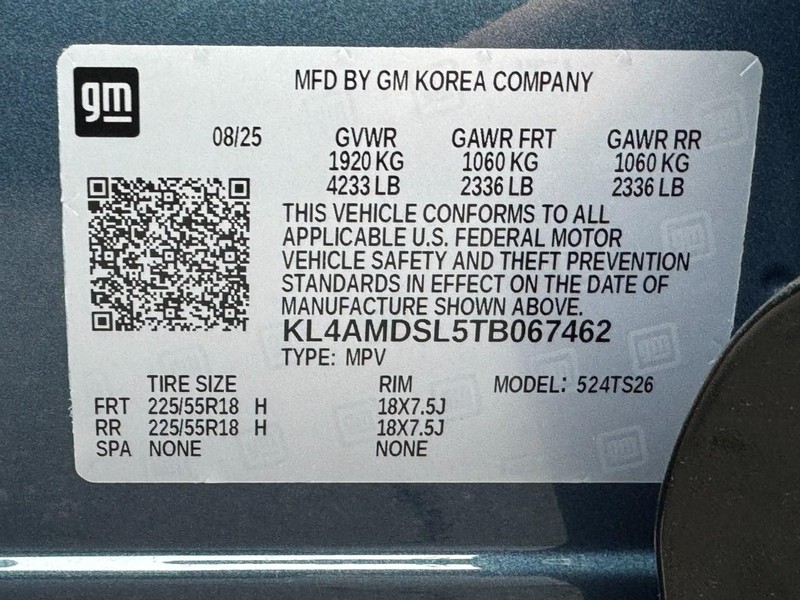 gm
MFD BY GM KOREA COMPANY
08/25 GVWR GAWR FRT GAWR RR
1920 KG 1060 KG 1060 KG
4233 LB 2336 LB 2336 LB
THIS VEHICLE CONFORMS TO ALL
APPLICABLE U.S. FEDERAL MOTOR
VEHICLE SAFETY AND THEFT PREVENTION
STANDARDS IN EFFECT ON THE DATE OF
MANUFACTURE SHOWN ABOVE.
KL4AMDSL5TB067462
TYPE: MPV
TIRE SIZE RIM MODEL: 524TS26
FRT 225/55R18 H 18X7.5J
RR 225/55R18 H 18X7.5J
SPA NONE NONE